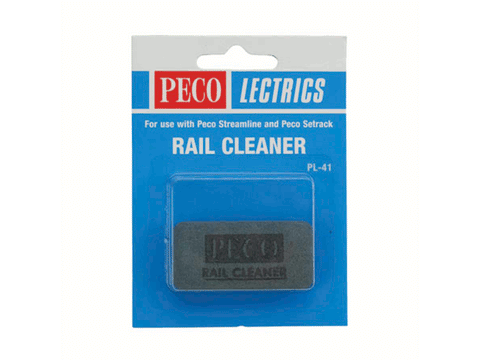 PECO LECTRICS
For use with Peco Streamline and Peco Setrack
RAIL CLEANER
PL-41
PECO
RAIL CLEANER